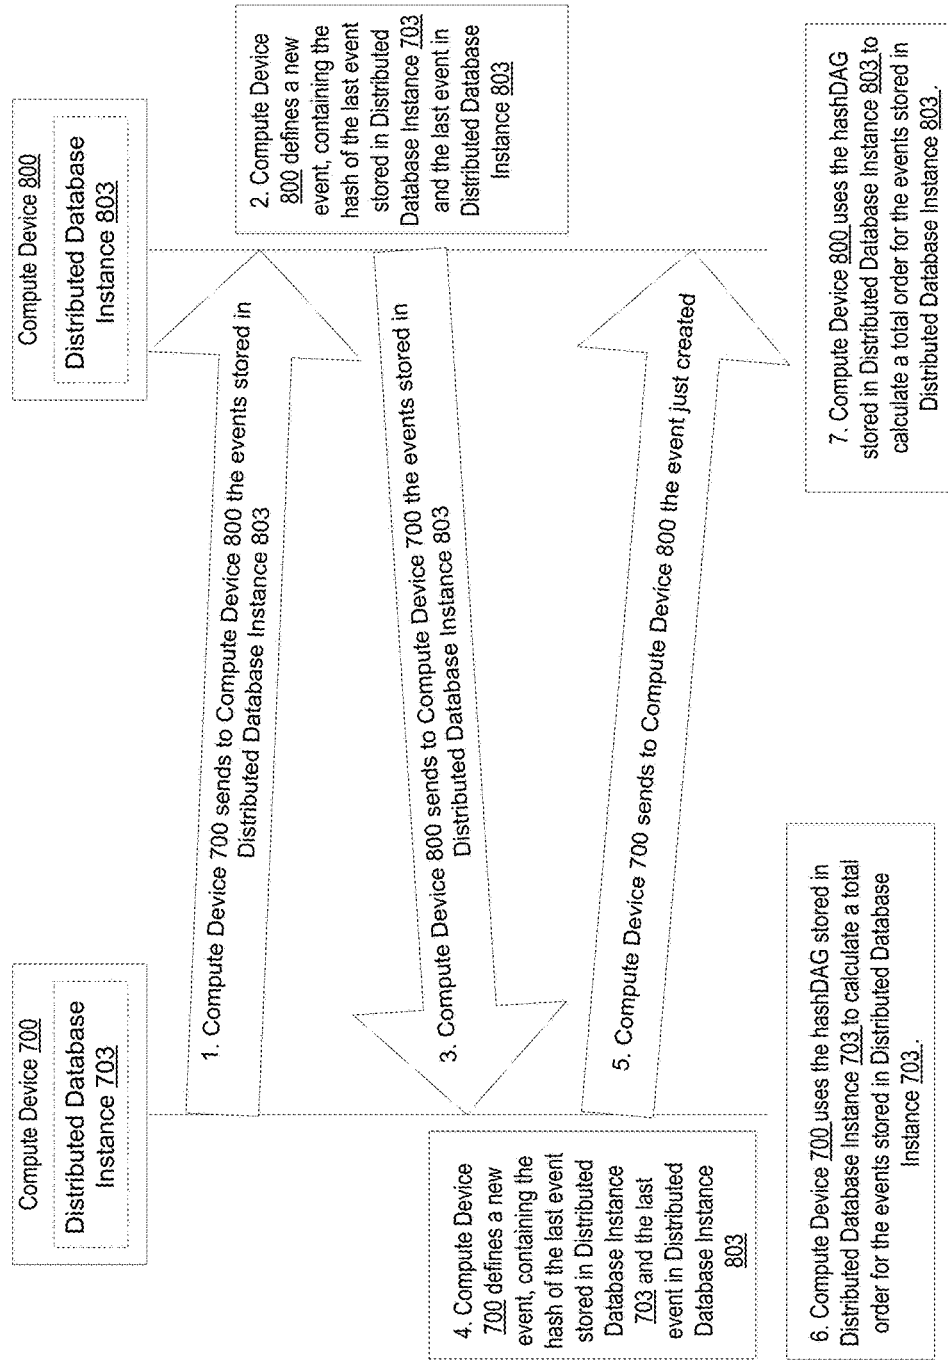 Compute Device 700
Distributed Database
Instance 703
Compute Device 800
Distributed Database
Instance 803
1. Compute Device 700 sends to Compute Device 800 the events stored in
Distributed Database Instance 803
2. Compute Device
800 defines a new
event, containing the
hash of the last event
stored in Distributed
Database Instance 703
and the last event in
Distributed Database
Instance 803
3. Compute Device 800 sends to Compute Device 700 the events stored in
Distributed Database Instance 803
4. Compute Device
700 defines a new
event, containing the
hash of the last event
stored in Distributed
Database Instance
703 and the last
event in Distributed
Database Instance
803
5. Compute Device 700 sends to Compute Device 800 the event just created
6. Compute Device 700 uses the hashDAG stored in
Distributed Database Instance 703 to calculate a total
order for the events stored in Distributed Database
Instance 703.
7. Compute Device 800 uses the hashDAG
stored in Distributed Database Instance 803 to
calculate a total order for the events stored in
Distributed Database Instance 803.